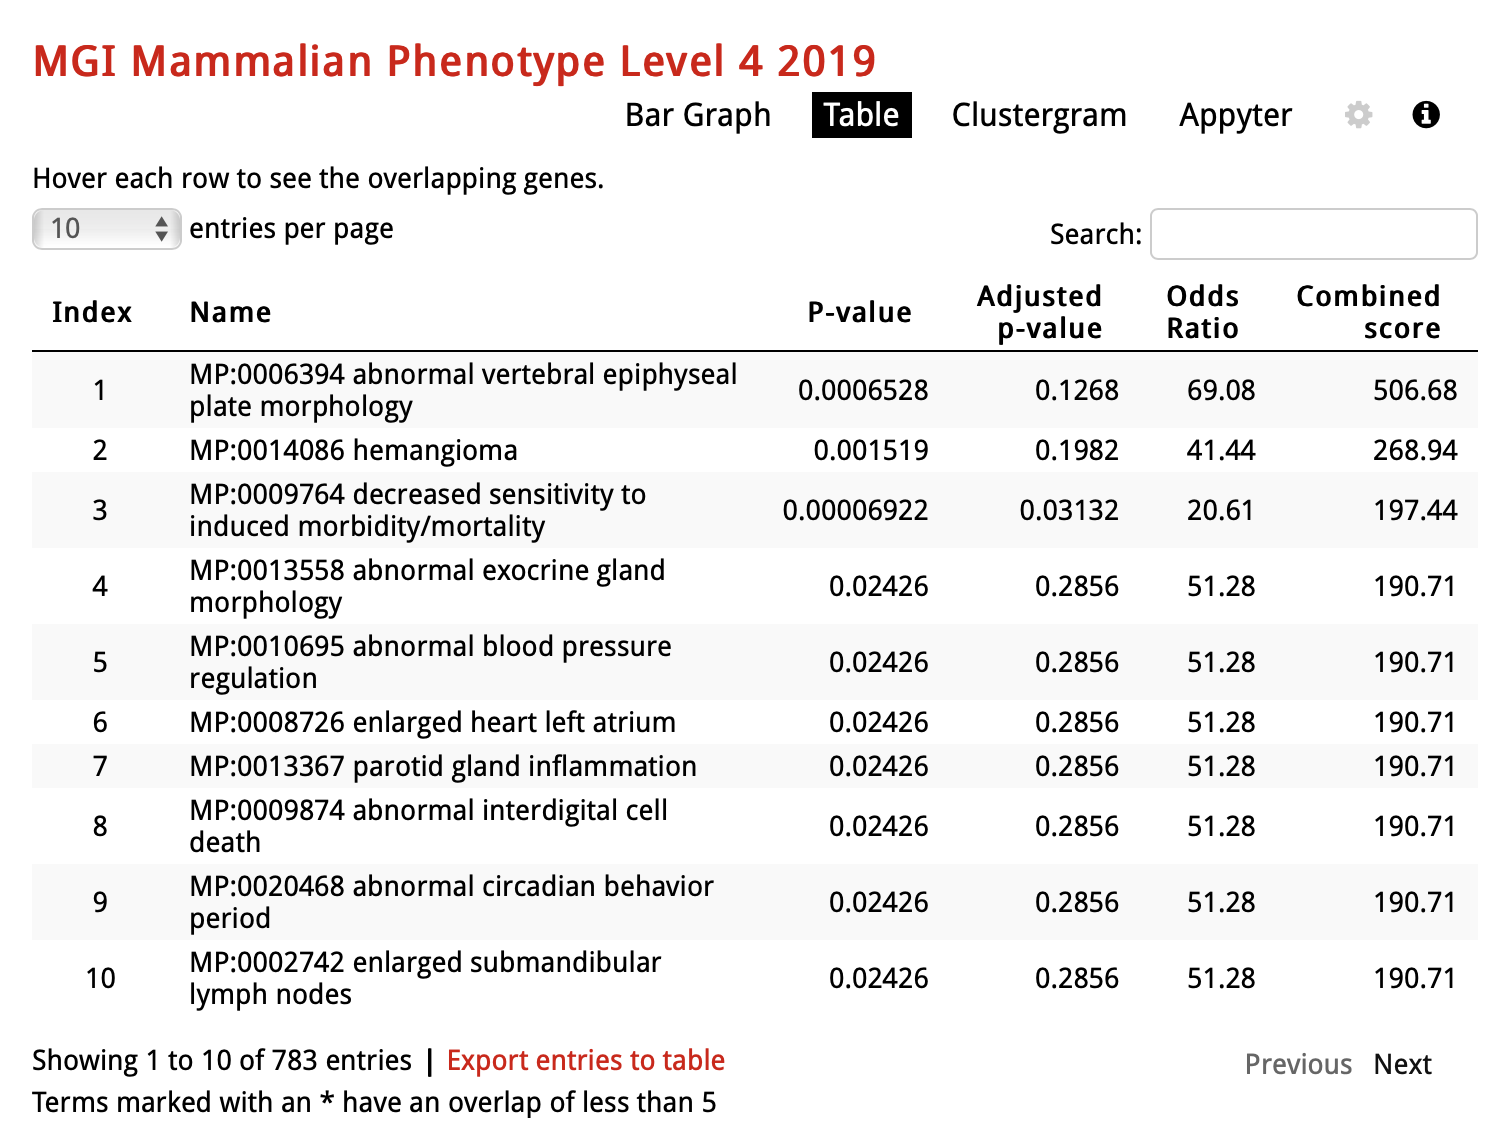 MGI Mammalian Phenotype Level 4 2019
Bar Graph Table Clustergram Appyter
Hover each row to see the overlapping genes.
10 entries per page
Search:
Index Name P-value Adjusted p-value Odds Ratio Combined score
1 MP:0006394 abnormal vertebral epiphyseal plate morphology 0.0006528 0.1268 69.08 506.68
2 MP:0014086 hemangioma 0.001519 0.1982 41.44 268.94
3 MP:0009764 decreased sensitivity to induced morbidity/mortality 0.00006922 0.03132 20.61 197.44
4 MP:0013558 abnormal exocrine gland morphology 0.02426 0.2856 51.28 190.71
5 MP:0010695 abnormal blood pressure regulation 0.02426 0.2856 51.28 190.71
6 MP:0008726 enlarged heart left atrium 0.02426 0.2856 51.28 190.71
7 MP:0013367 parotid gland inflammation 0.02426 0.2856 51.28 190.71
8 MP:0009874 abnormal interdigital cell death 0.02426 0.2856 51.28 190.71
9 MP:0020468 abnormal circadian behavior period 0.02426 0.2856 51.28 190.71
10 MP:0002742 enlarged submandibular lymph nodes 0.02426 0.2856 51.28 190.71
Showing 1 to 10 of 783 entries | Export entries to table
Previous Next
Terms marked with an * have an overlap of less than 5